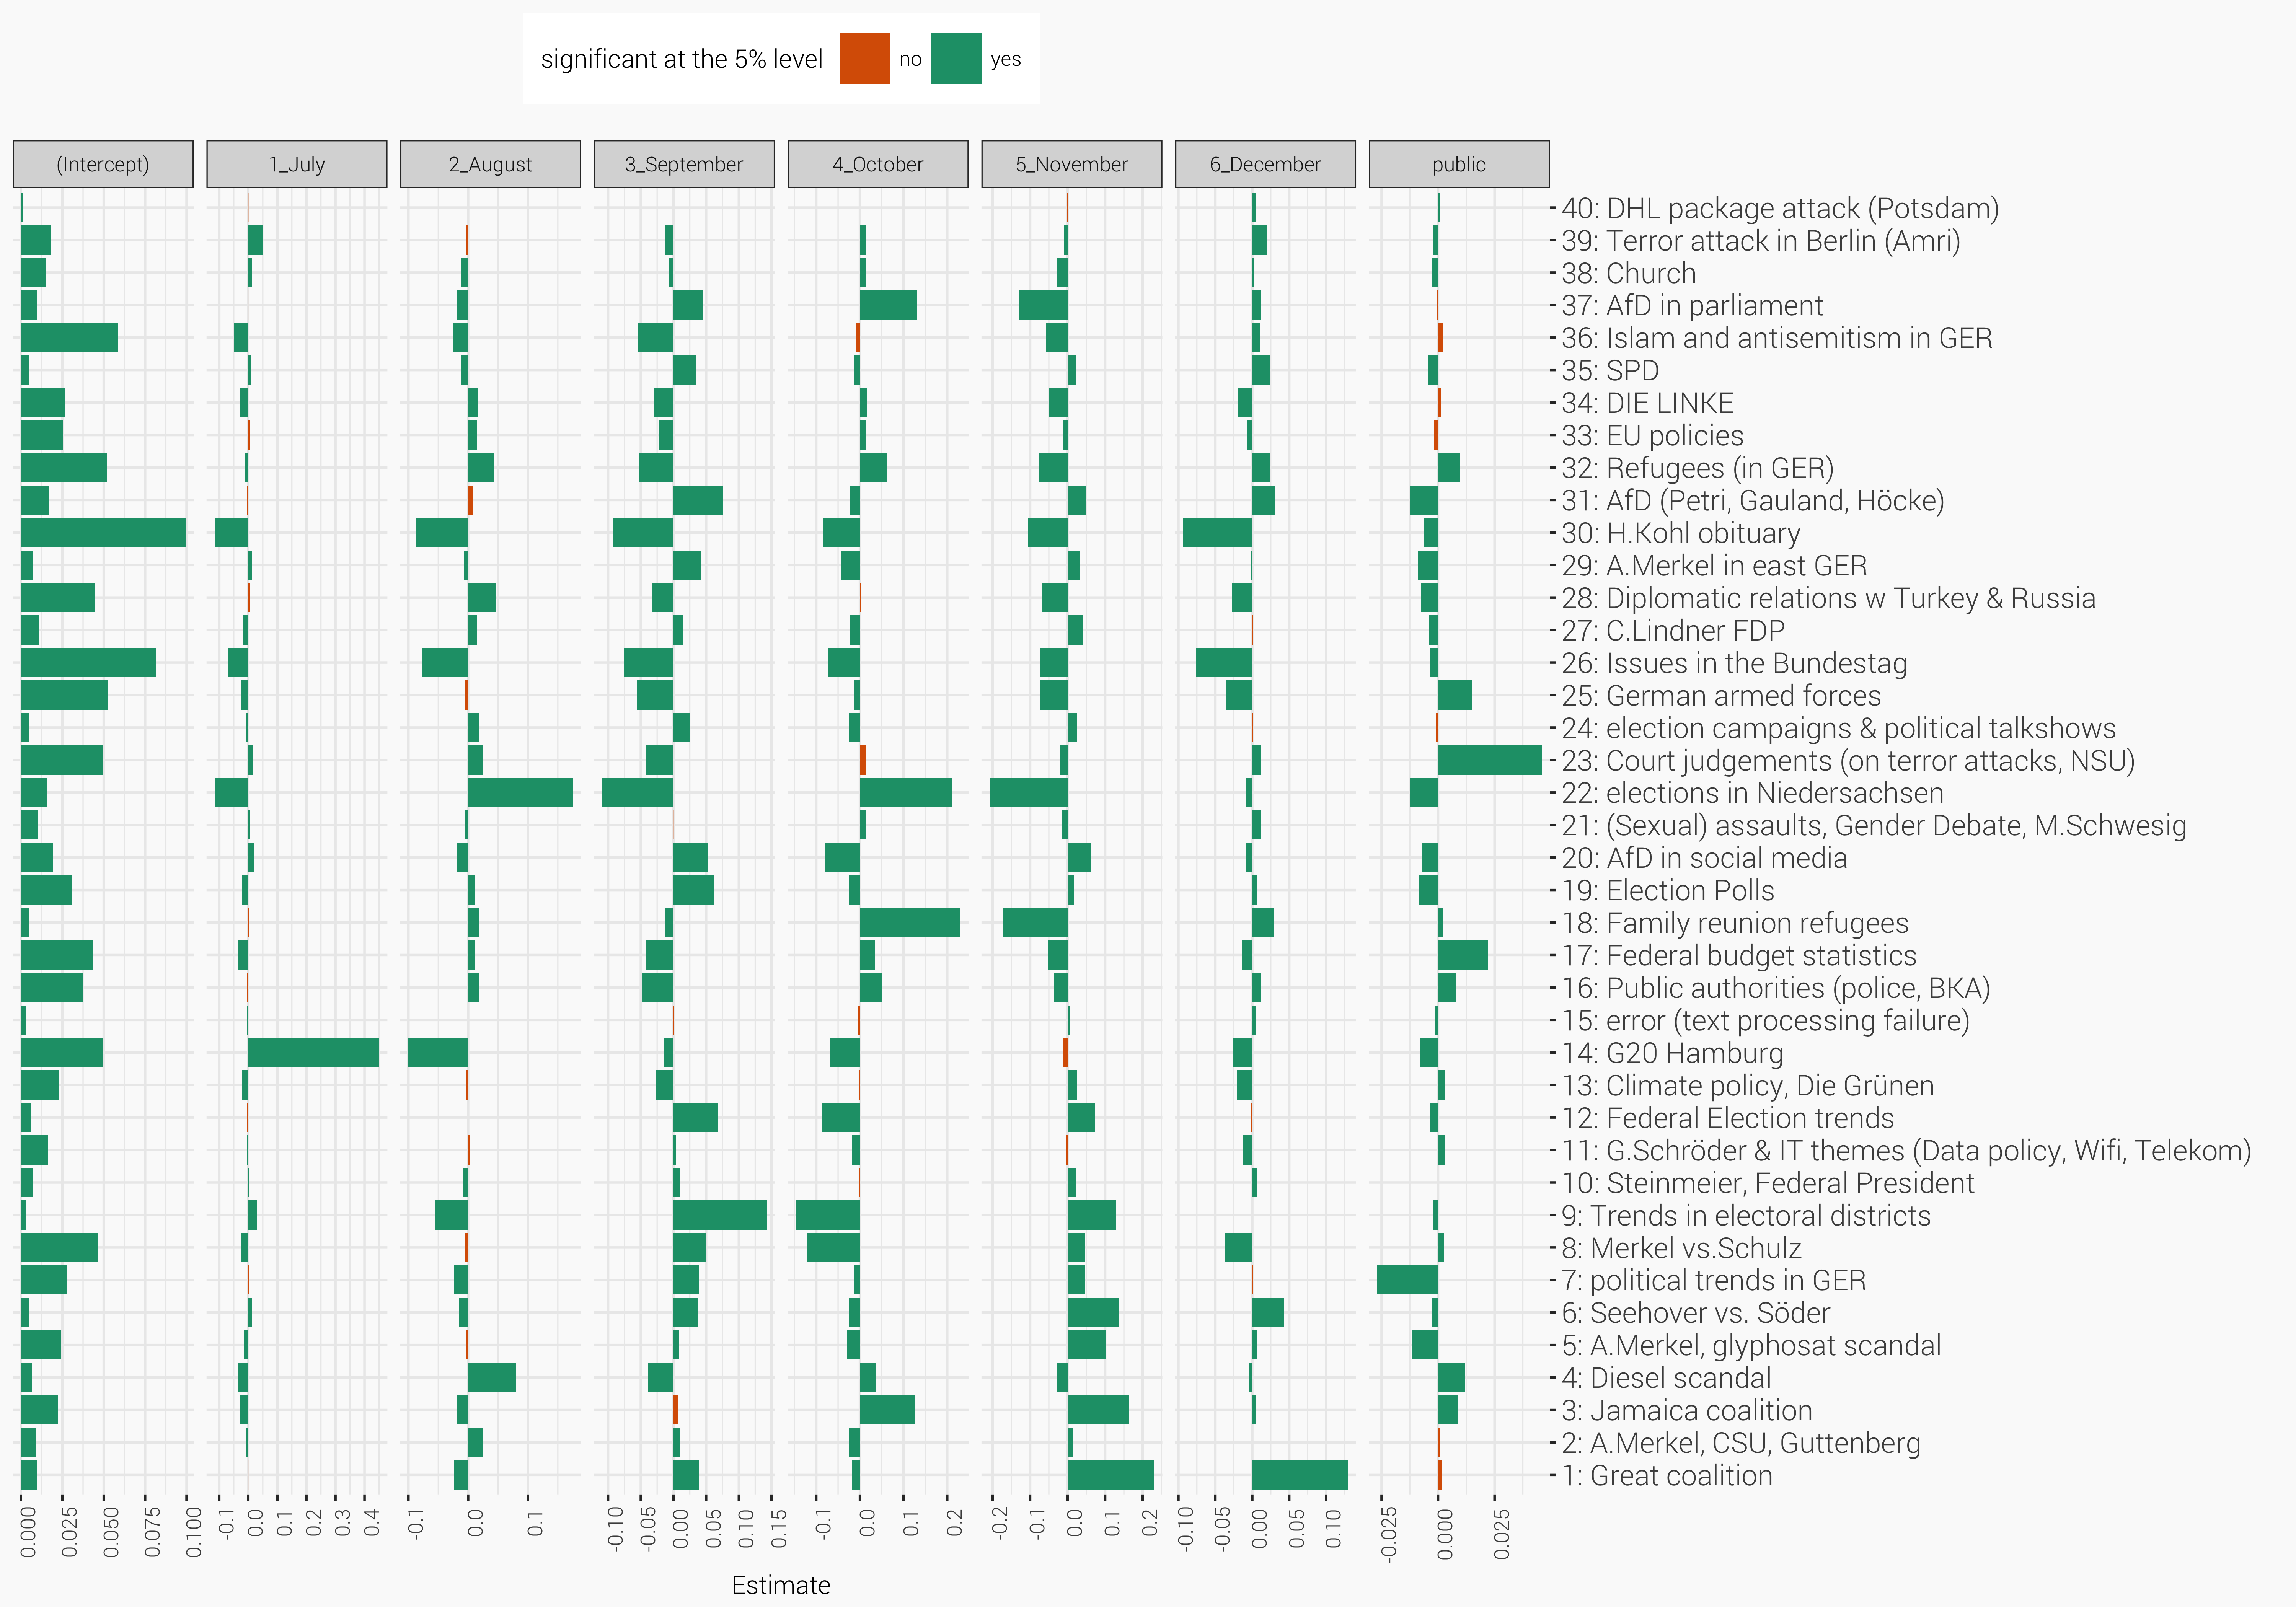 significant at the 5% level no yes
(Intercept) 1_July 2_August 3_September 4_October 5_November 6_December public
40: DHL package attack (Potsdam)
39: Terror attack in Berlin (Amri)
38: Church
37: AfD in parliament
36: Islam and antisemitism in GER
35: SPD
34: DIE LINKE
33: EU policies
32: Refugees (in GER)
31: AfD (Petri, Gauland, Höcke)
30: H.Kohl obituary
29: A.Merkel in east GER
28: Diplomatic relations w Turkey & Russia
27: C.Lindner FDP
26: Issues in the Bundestag
25: German armed forces
24: election campaigns & political talkshows
23: Court judgements (on terror attacks, NSU)
22: elections in Niedersachsen
21: (Sexual) assaults, Gender Debate, M.Schwesig
20: AfD in social media
19: Election Polls
18: Family reunion refugees
17: Federal budget statistics
16: Public authorities (police, BKA)
15: error (text processing failure)
14: G20 Hamburg
13: Climate policy, Die Grünen
12: Federal Election trends
11: G.Schröder & IT themes (Data policy, Wifi, Telekom)
10: Steinmeier, Federal President
9: Trends in electoral districts
8: Merkel vs.Schulz
7: political trends in GER
6: Seehover vs. Söder
5: A.Merkel, glyphosat scandal
4: Diesel scandal
3: Jamaica coalition
2: A.Merkel, CSU, Guttenberg
1: Great coalition
0.000 0.025 0.050 0.075 0.100 -0.1 0.0 0.1 0.2 0.3 0.4 -0.1 0.0 0.1 -0.10 -0.05 0.00 0.05 0.10 0.15 -0.1 0.0 0.1 0.2 -0.2 -0.1 0.0 0.1 0.2 -0.10 -0.05 0.00 0.05 0.10 -0.025 0.000 0.025
Estimate